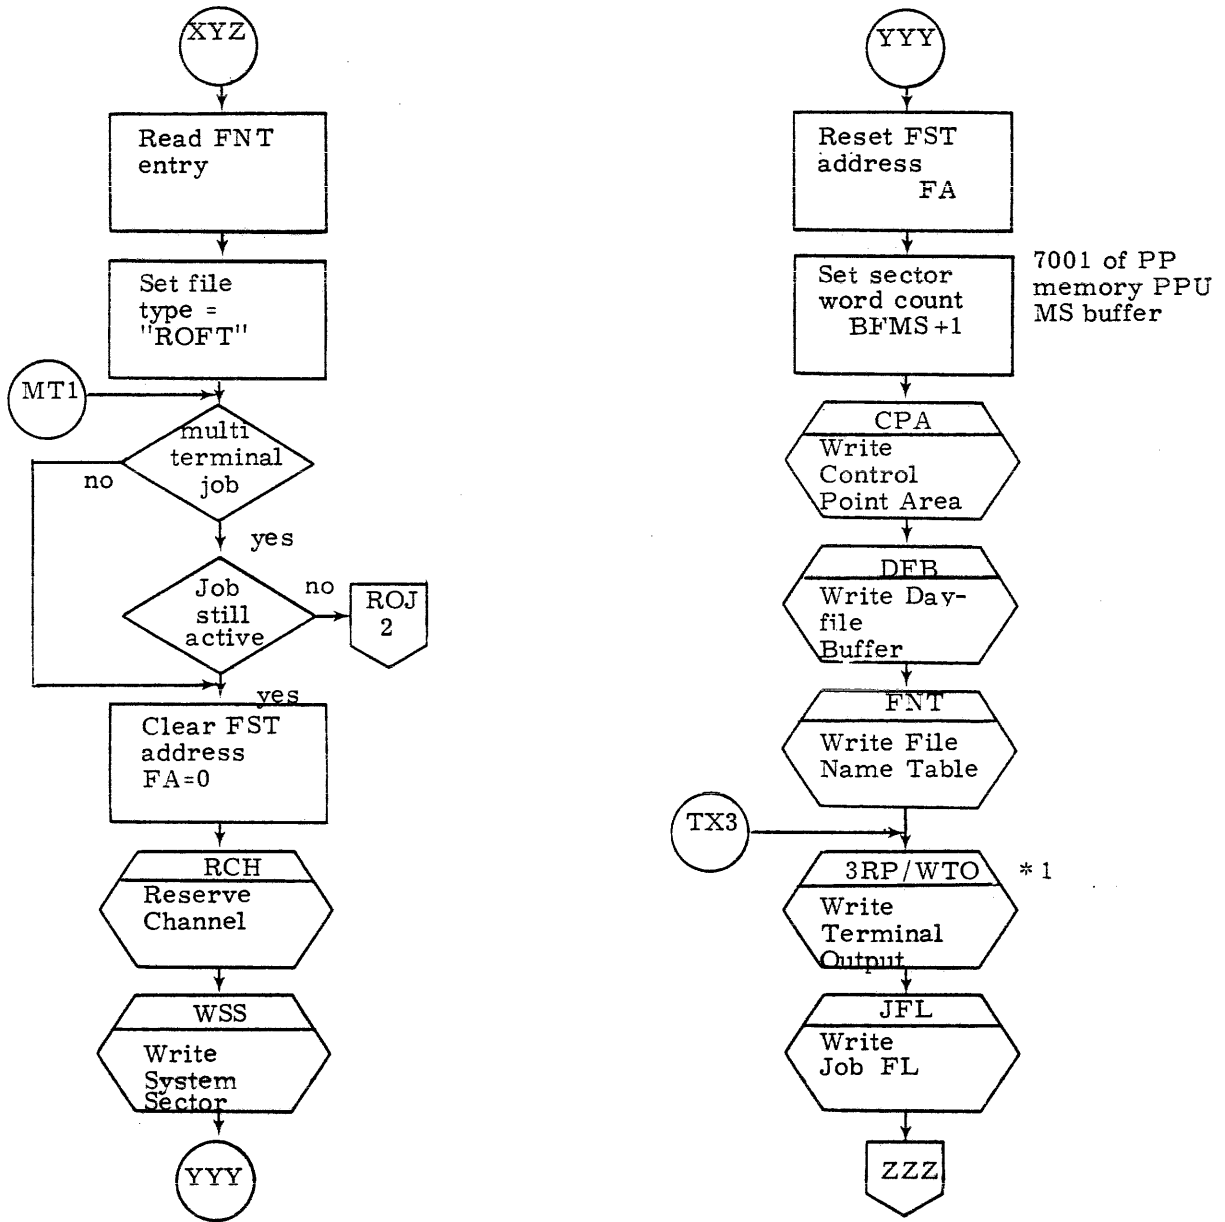 XYZ
Read FNT
entry
Set file
type =
"ROFT"
MT1
multi
terminal
job
no
yes
Job
still
active
no
ROJ
2
yes
Clear FST
address
FA=0
RCH
Reserve
Channel
WSS
Write
System
Sector
YYY
YYY
Reset FST
address
FA
Set sector
word count
BFMS+1
7001 of PP
memory PPU
MS buffer
CPA
Write
Control
Point Area
DFB
Write Day-
file
Buffer
FNT
Write File
Name Table
TX3
3RP/WTO
*1
Write
Terminal
Output
JFL
Write
Job FL
ZZZ